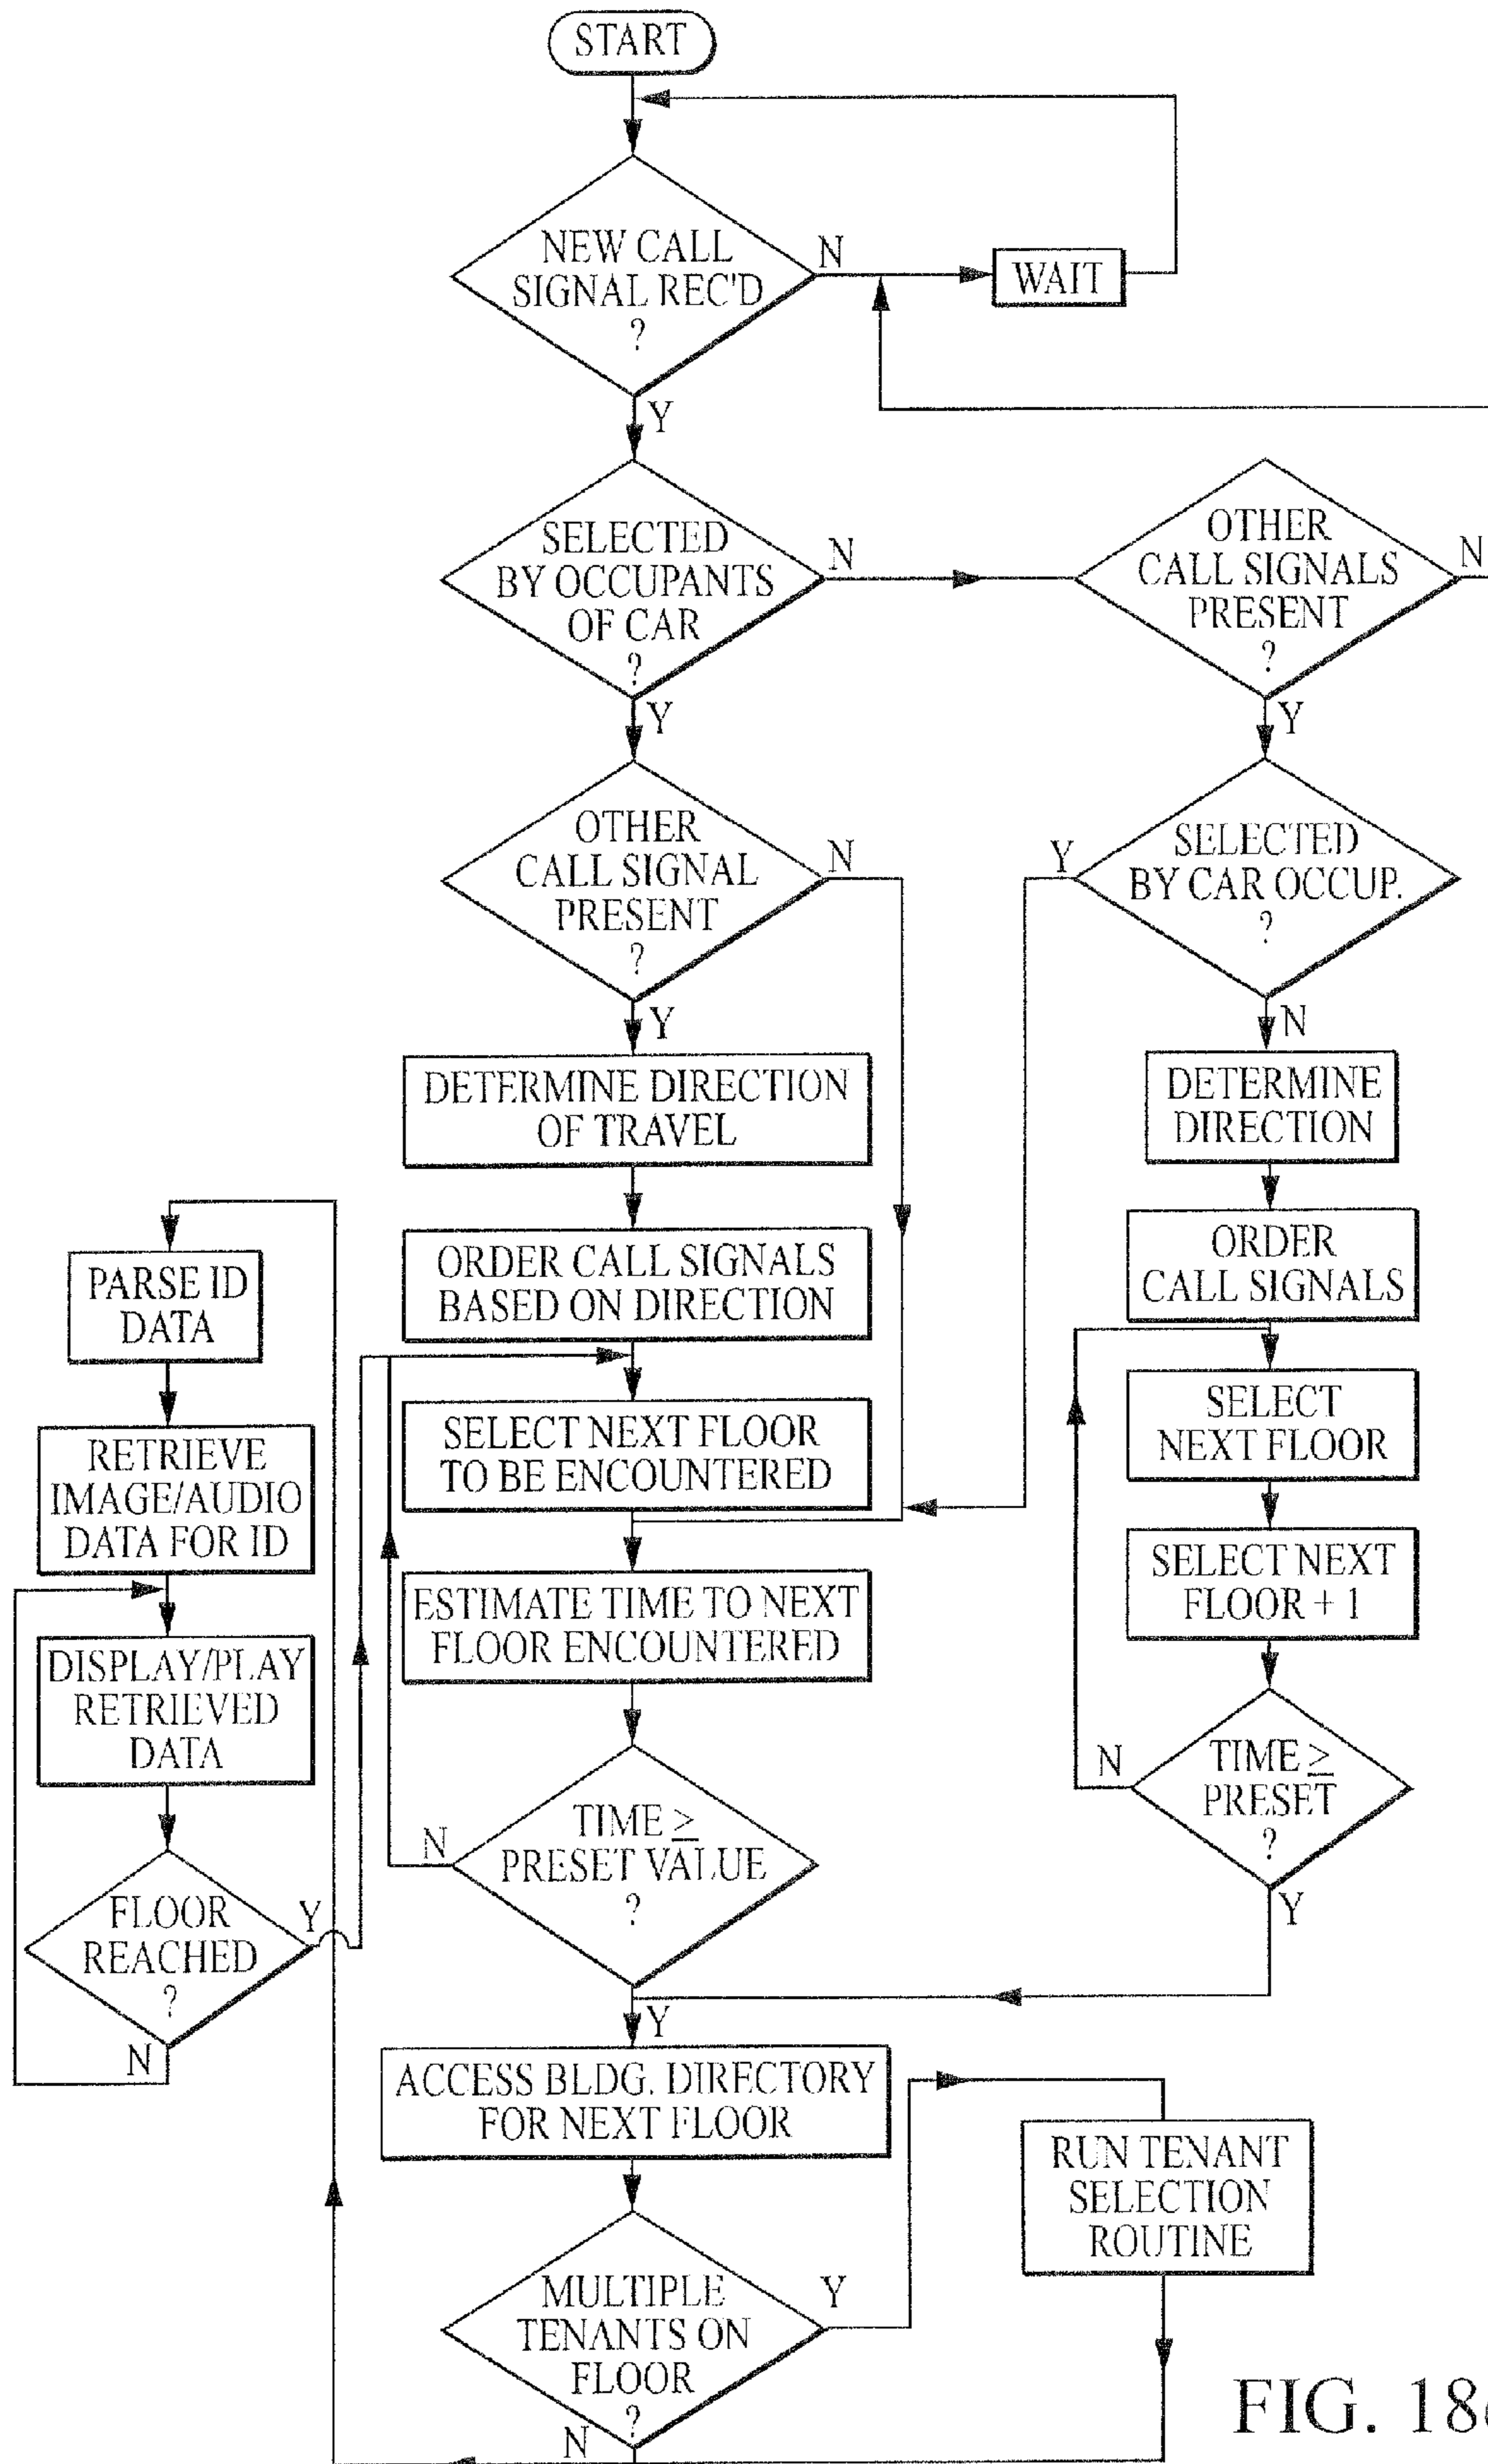 START
NEW CALL
SIGNAL REC'D
?
N
WAIT
Y
SELECTED
BY OCCUPANTS
OF CAR
?
N
OTHER
CALL SIGNALS
PRESENT
?
N
Y
Y
OTHER
CALL SIGNAL
PRESENT
?
N
Y
SELECTED
BY CAR OCCUP.
?
Y
N
DETERMINE DIRECTION
OF TRAVEL
DETERMINE
DIRECTION
ORDER CALL SIGNALS
BASED ON DIRECTION
ORDER
CALL SIGNALS
PARSE ID
DATA
SELECT NEXT FLOOR
TO BE ENCOUNTERED
SELECT
NEXT FLOOR
RETRIEVE
IMAGE/AUDIO
DATA FOR ID
ESTIMATE TIME TO NEXT
FLOOR ENCOUNTERED
SELECT NEXT
FLOOR + 1
DISPLAY/PLAY
RETRIEVED
DATA
N
TIME ≥
PRESET
?
Y
N
TIME ≥
PRESET VALUE
?
Y
FLOOR
REACHED
?
Y
N
ACCESS BLDG. DIRECTORY
FOR NEXT FLOOR
RUN TENANT
SELECTION
ROUTINE
MULTIPLE
TENANTS ON
FLOOR
?
Y
N
FIG.